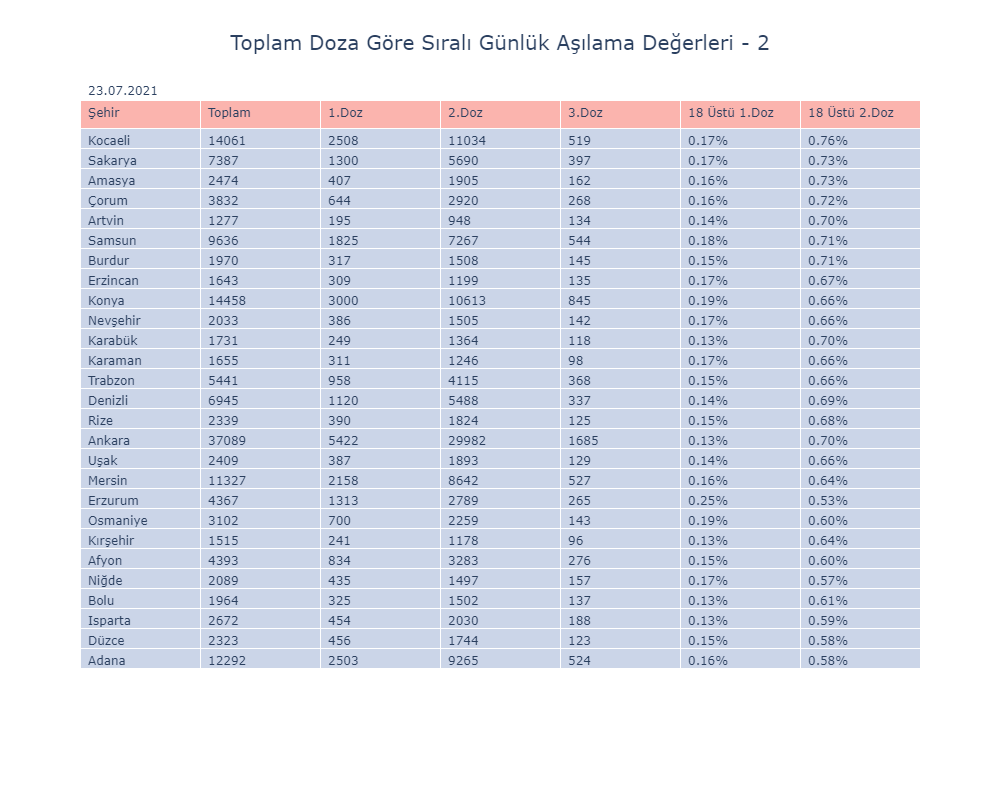 Toplam Doza Göre Sıralı Günlük Aşılama Değerleri - 2
23.07.2021
Şehir Toplam 1.Doz 2.Doz 3.Doz 18 Üstü 1.Doz 18 Üstü 2.Doz
Kocaeli 14061 2508 11034 519 0.17% 0.76%
Sakarya 7387 1300 5690 397 0.17% 0.73%
Amasya 2474 407 1905 162 0.16% 0.73%
Çorum 3832 644 2920 268 0.16% 0.72%
Artvin 1277 195 948 134 0.14% 0.70%
Samsun 9636 1825 7267 544 0.18% 0.71%
Burdur 1970 317 1508 145 0.15% 0.71%
Erzincan 1643 309 1199 135 0.17% 0.67%
Konya 14458 3000 10613 845 0.19% 0.66%
Nevşehir 2033 386 1505 142 0.17% 0.66%
Karabük 1731 249 1364 118 0.13% 0.70%
Karaman 1655 311 1246 98 0.17% 0.66%
Trabzon 5441 958 4115 368 0.15% 0.66%
Denizli 6945 1120 5488 337 0.14% 0.69%
Rize 2339 390 1824 125 0.15% 0.68%
Ankara 37089 5422 29982 1685 0.13% 0.70%
Uşak 2409 387 1893 129 0.14% 0.66%
Mersin 11327 2158 8642 527 0.16% 0.64%
Erzurum 4367 1313 2789 265 0.25% 0.53%
Osmaniye 3102 700 2259 143 0.19% 0.60%
Kırşehir 1515 241 1178 96 0.13% 0.64%
Afyon 4393 834 3283 276 0.15% 0.60%
Niğde 2089 435 1497 157 0.17% 0.57%
Bolu 1964 325 1502 137 0.13% 0.61%
Isparta 2672 454 2030 188 0.13% 0.59%
Düzce 2323 456 1744 123 0.15% 0.58%
Adana 12292 2503 9265 524 0.16% 0.58%